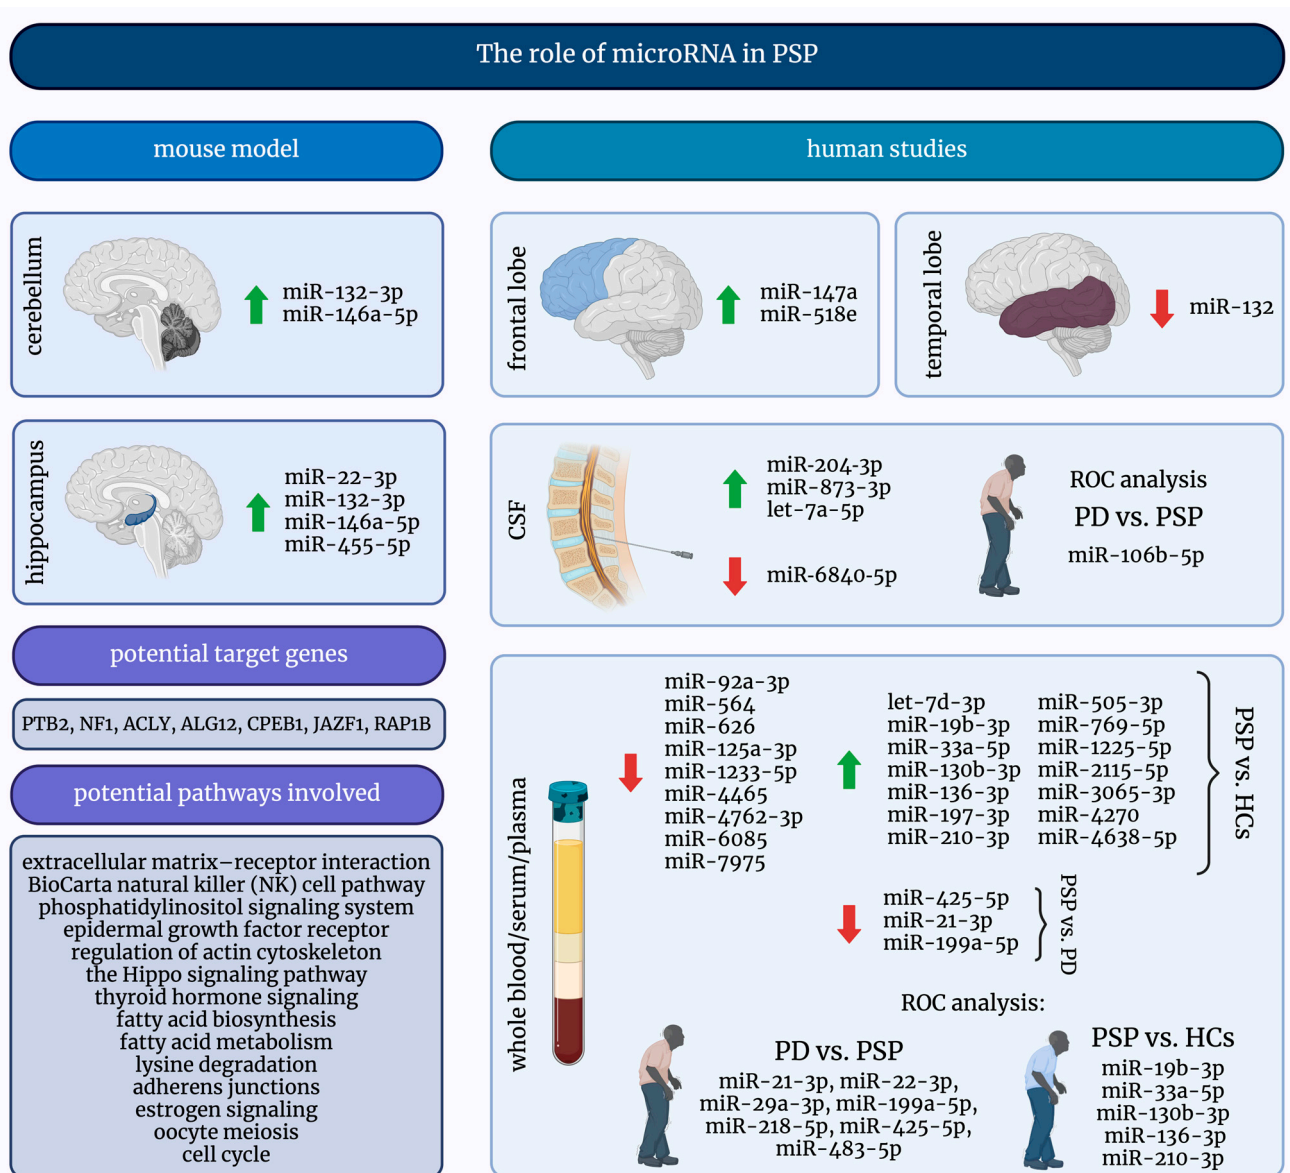 The role of microRNA in PSP
mouse model
cerebellum
miR-132-3p
miR-146a-5p
hippocampus
miR-22-3p
miR-132-3p
miR-146a-5p
miR-455-5p
potential target genes
PTB2, NF1, ACLY, ALG12, CPEB1, JAZF1, RAP1B
potential pathways involved
extracellular matrix–receptor interaction
BioCarta natural killer (NK) cell pathway
phosphatidylinositol signaling system
epidermal growth factor receptor
regulation of actin cytoskeleton
the Hippo signaling pathway
thyroid hormone signaling
fatty acid biosynthesis
fatty acid metabolism
lysine degradation
adherens junctions
estrogen signaling
oocyte meiosis
cell cycle
human studies
frontal lobe
miR-147a
miR-518e
temporal lobe
miR-132
CSF
miR-204-3p
miR-873-3p
let-7a-5p
miR-6840-5p
ROC analysis
PD vs. PSP
miR-106b-5p
whole blood/serum/plasma
miR-92a-3p
miR-564
miR-626
miR-125a-3p
miR-1233-5p
miR-4465
miR-4762-3p
miR-6085
miR-7975
let-7d-3p
miR-19b-3p
miR-33a-5p
miR-130b-3p
miR-136-3p
miR-197-3p
miR-210-3p
miR-505-3p
miR-769-5p
miR-1225-5p
miR-2115-5p
miR-3065-3p
miR-4270
miR-4638-5p
PSP vs. HCs
miR-425-5p
miR-21-3p
miR-199a-5p
PSP vs. PD
ROC analysis:
PD vs. PSP
miR-21-3p, miR-22-3p,
miR-29a-3p, miR-199a-5p,
miR-218-5p, miR-425-5p,
miR-483-5p
PSP vs. HCs
miR-19b-3p
miR-33a-5p
miR-130b-3p
miR-136-3p
miR-210-3p